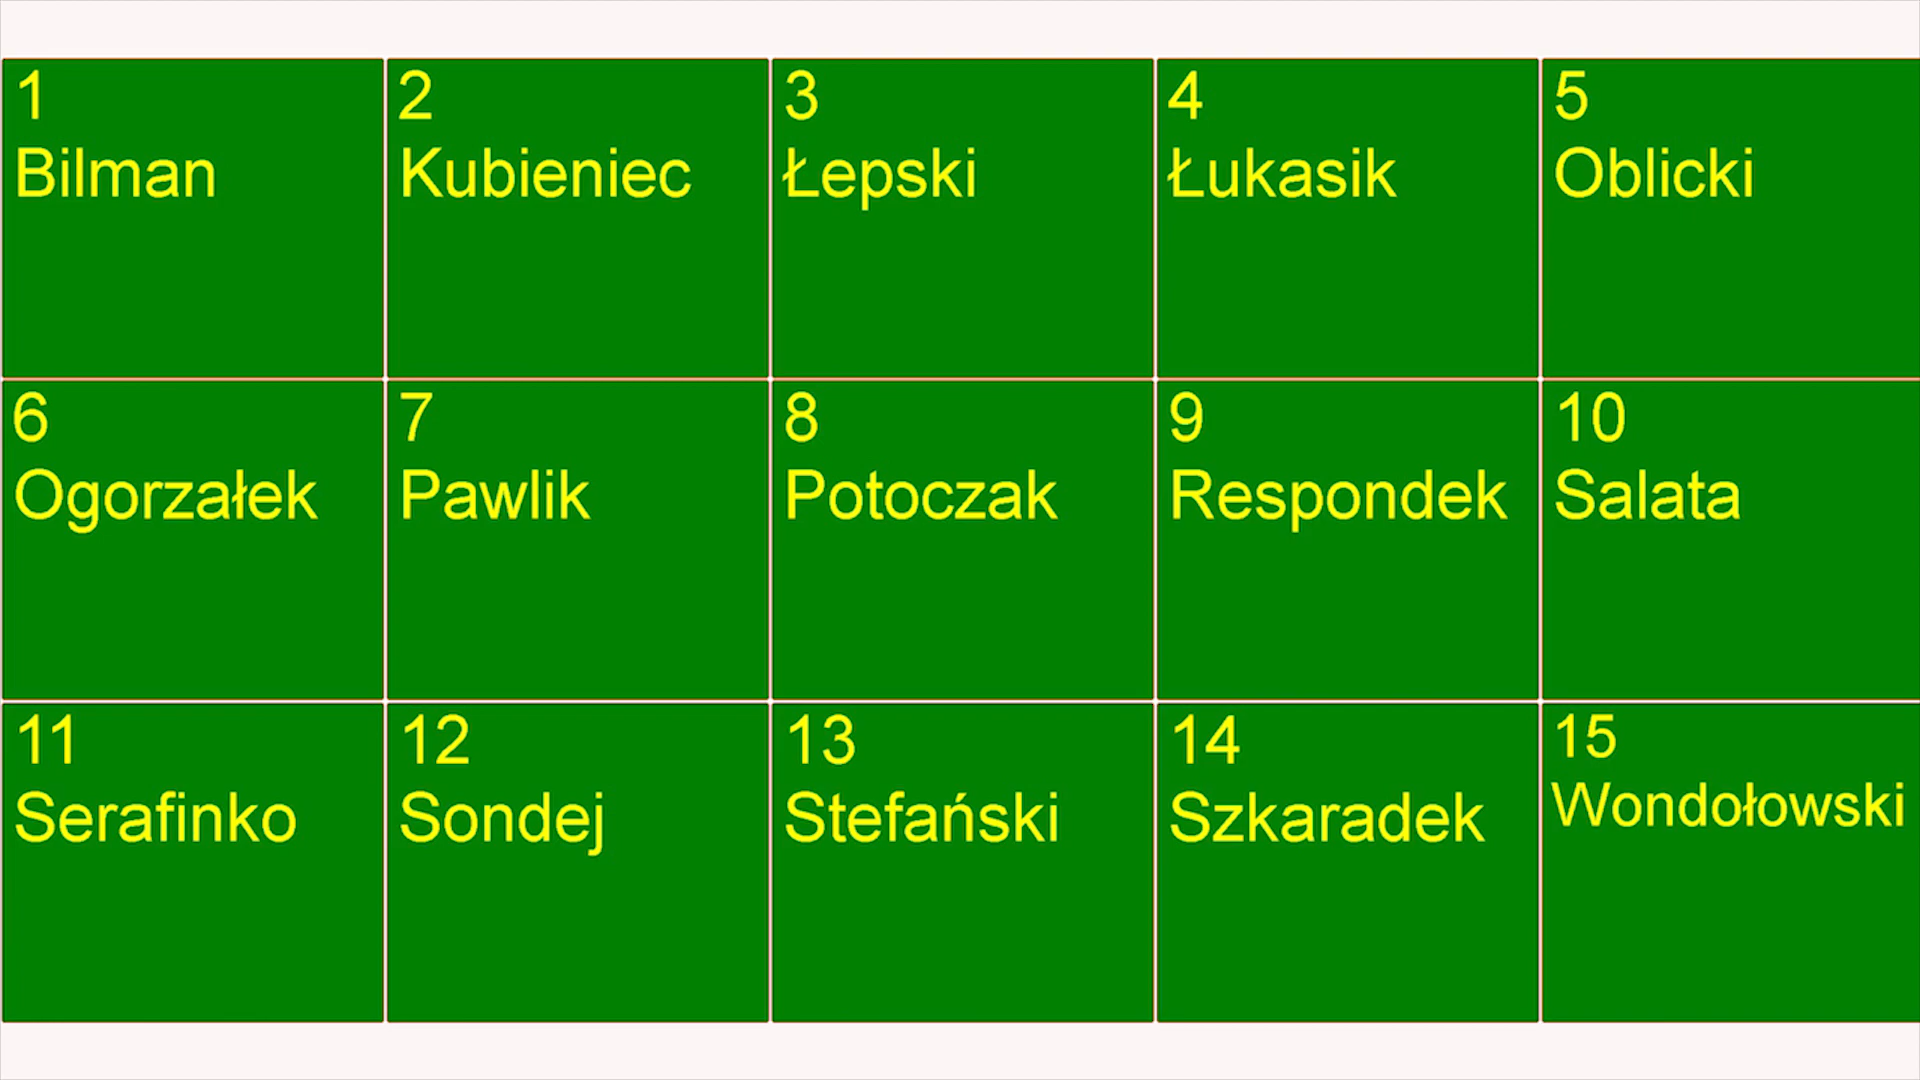 1
Bilman
2
Kubieniec
3
Łepski
4
Łukasik
5
Oblicki
6
Ogorzałek
7
Pawlik
8
Potoczak
9
Respondek
10
Salata
11
Serafinko
12
Sondej
13
Stefański
14
Szkaradek
15
Wondołowski